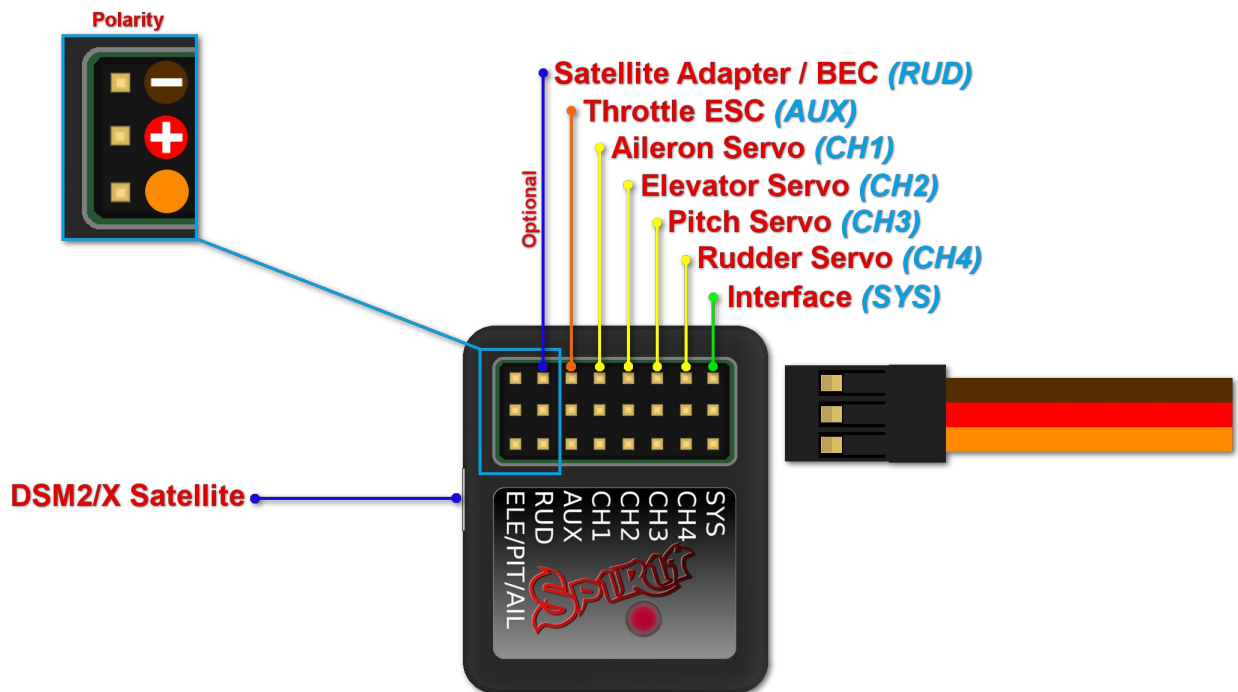 Polarity
Satellite Adapter / BEC (RUD)
Throttle ESC (AUX)
Aileron Servo (CH1)
Elevator Servo (CH2)
Pitch Servo (CH3)
Rudder Servo (CH4)
Interface (SYS)
Optional
DSM2/X Satellite
ELE/PIT/AIL
RUD
AUX
CH1
CH2
CH3
CH4
SYS
SPIRIT